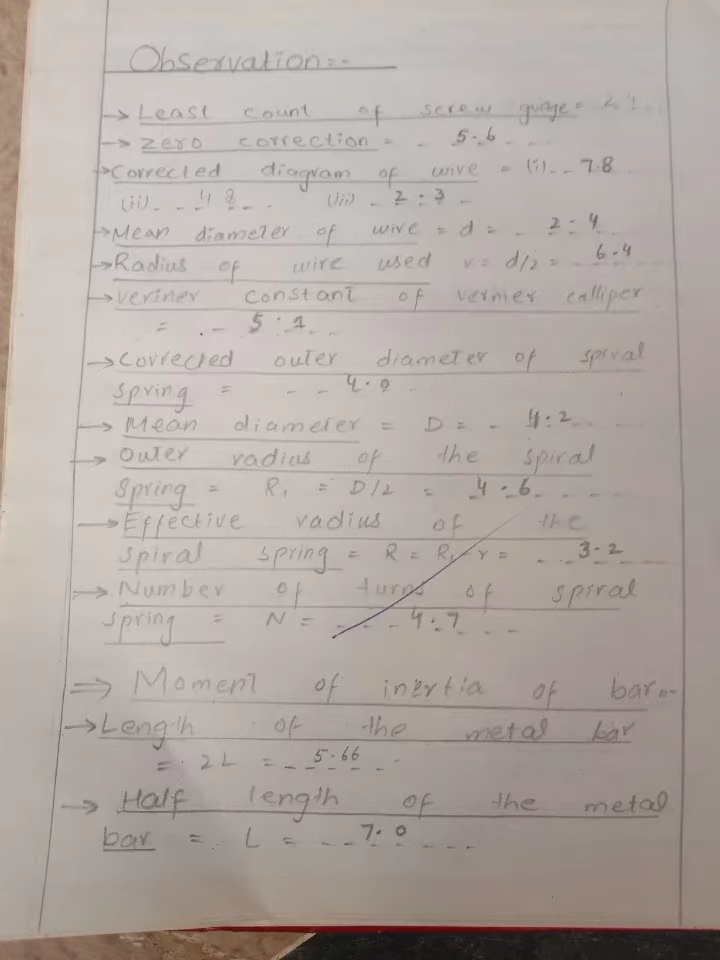 Observation:-
→ Least count of screw guage = 2.4
→ zero correction = - 5.6
→ Corrected diagram of wire = (i) - - 7.8
(ii) - - 4 8 - - (iii) - 2 : 3 -
→ Mean diameter of wire = d = - 2 : 4
→ Radius of wire used r = d/2 = 6.4
→ veriner constant of vernier calliper
= - - 5 : 1 - -
→ Corrected outer diameter of spiral
spring = - - 4.0 -
→ Mean diameter = D = - 4:2 - -
→ Outer radius of the spiral
Spring = R₁ = D/2 = 4.6 - - -
→ Effective radius of the
spiral spring = R = R₁-r = - - 3.2
→ Number of turns of spiral
spring = N = - - - 4:7 - - -
⇒ Moment of inertia of bar:-
→ Length of the metal bar
= 2L = - 5.66 - -
→ Half length of the metal
bar = L = - - 7.0 - - -